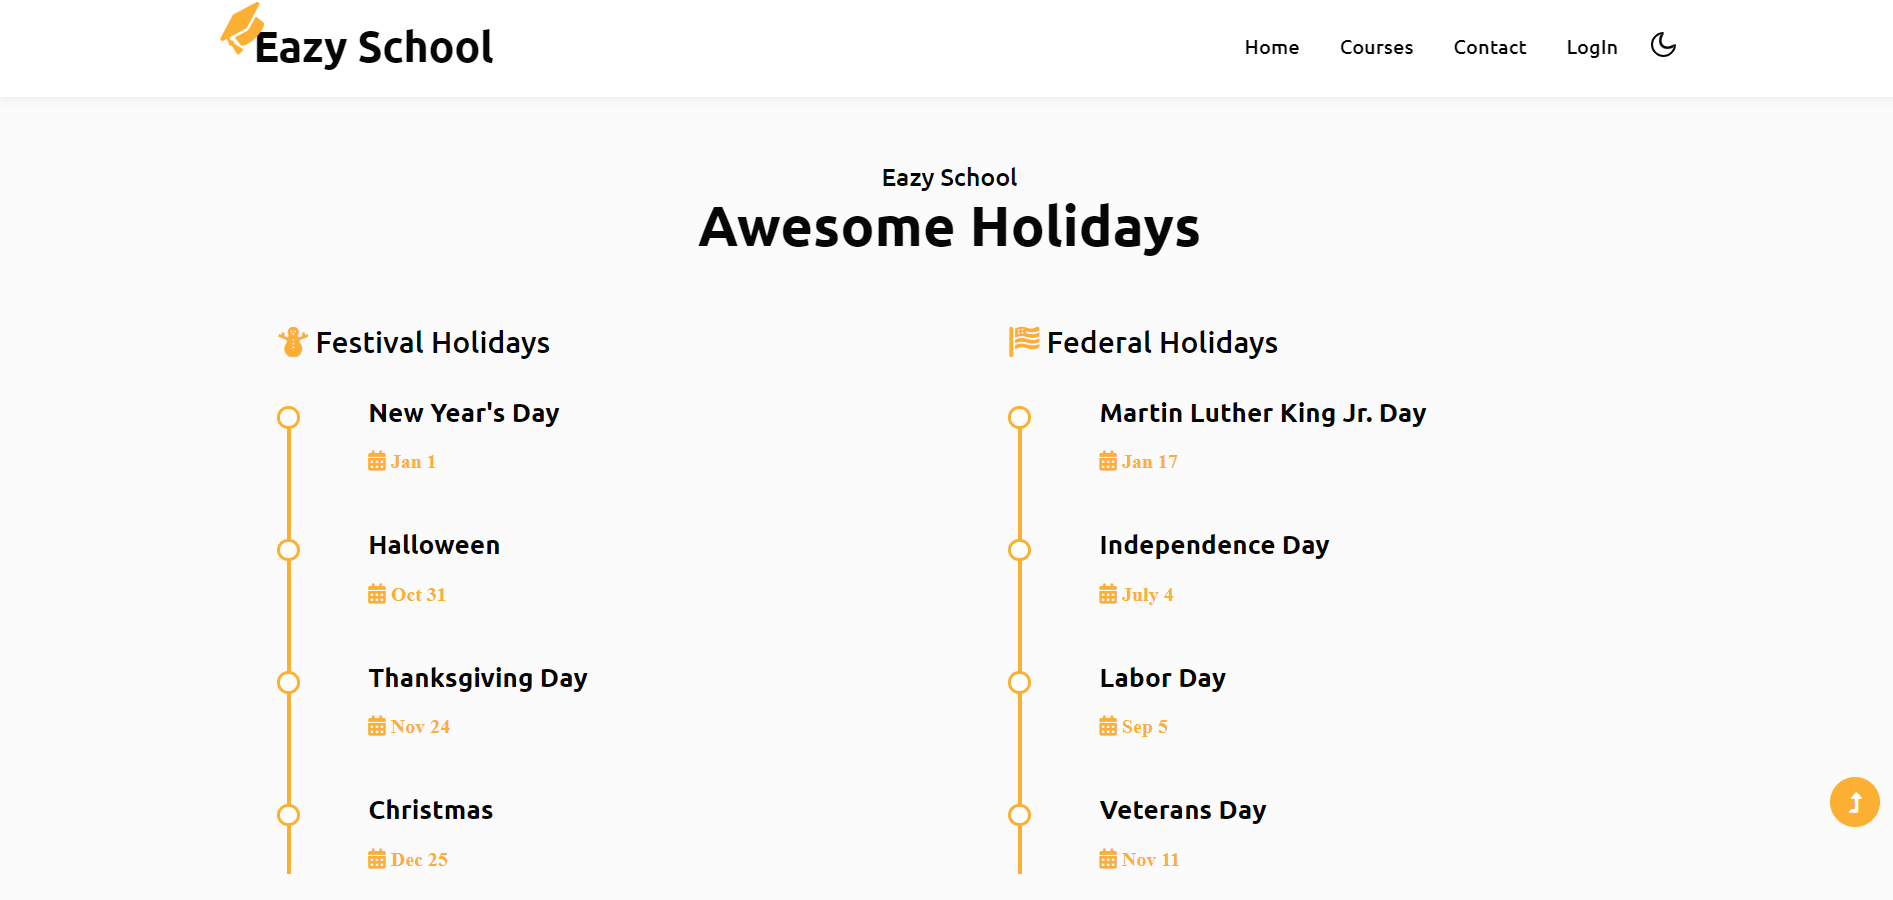 Eazy School
Home Courses Contact LogIn
Eazy School
Awesome Holidays
Festival Holidays
New Year's Day
Jan 1
Halloween
Oct 31
Thanksgiving Day
Nov 24
Christmas
Dec 25
Federal Holidays
Martin Luther King Jr. Day
Jan 17
Independence Day
July 4
Labor Day
Sep 5
Veterans Day
Nov 11